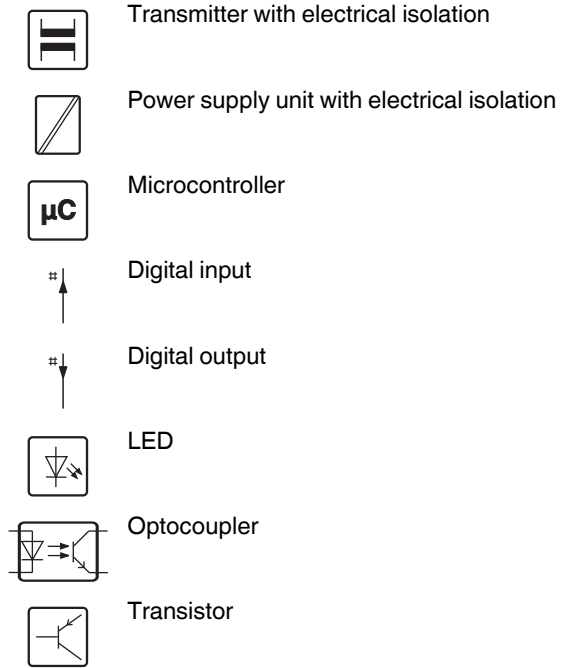 Transmitter with electrical isolation
Power supply unit with electrical isolation
µC
Microcontroller
#
Digital input
#
Digital output
LED
Optocoupler
Transistor